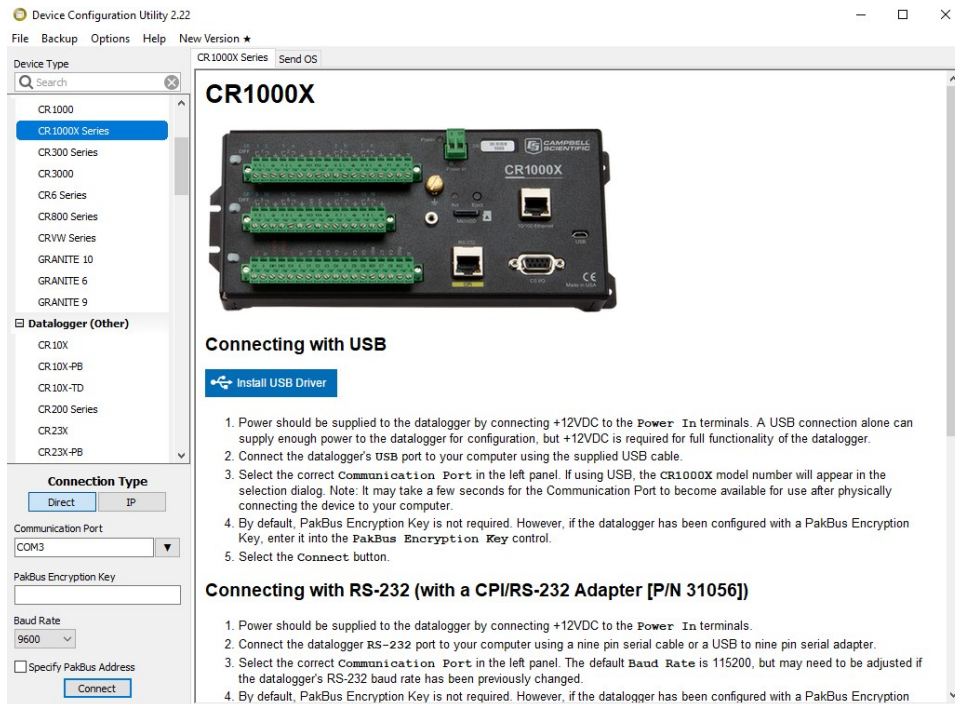 Device Configuration Utility 2.22
File Backup Options Help New Version ★
Device Type
Search
CR1000
CR1000X Series
CR300 Series
CR3000
CR6 Series
CR800 Series
CRVW Series
GRANITE 10
GRANITE 6
GRANITE 9
Datalogger (Other)
CR10X
CR10X-PB
CR10X-TD
CR200 Series
CR23X
CR23X-PB
Connection Type
Direct IP
Communication Port
COM3
PakBus Encryption Key
Baud Rate
9600
Specify PakBus Address
Connect
CR1000X Series Send OS
CR1000X
CAMPBELL
SCIENTIFIC
CR1000X
Power In
10/100 Ethernet
USB
RS-232
CPI
CS I/O
CE
Made in USA
Connecting with USB
Install USB Driver
1. Power should be supplied to the datalogger by connecting +12VDC to the Power In terminals. A USB connection alone can
supply enough power to the datalogger for configuration, but +12VDC is required for full functionality of the datalogger.
2. Connect the datalogger's USB port to your computer using the supplied USB cable.
3. Select the correct Communication Port in the left panel. If using USB, the CR1000X model number will appear in the
selection dialog. Note: It may take a few seconds for the Communication Port to become available for use after physically
connecting the device to your computer.
4. By default, PakBus Encryption Key is not required. However, if the datalogger has been configured with a PakBus Encryption
Key, enter it into the PakBus Encryption Key control.
5. Select the Connect button.
Connecting with RS-232 (with a CPI/RS-232 Adapter [P/N 31056])
1. Power should be supplied to the datalogger by connecting +12VDC to the Power In terminals.
2. Connect the datalogger RS-232 port to your computer using a nine pin serial cable or a USB to nine pin serial adapter.
3. Select the correct Communication Port in the left panel. The default Baud Rate is 115200, but may need to be adjusted if
the datalogger's RS-232 baud rate has been previously changed.
4. By default, PakBus Encryption Key is not required. However, if the datalogger has been configured with a PakBus Encryption